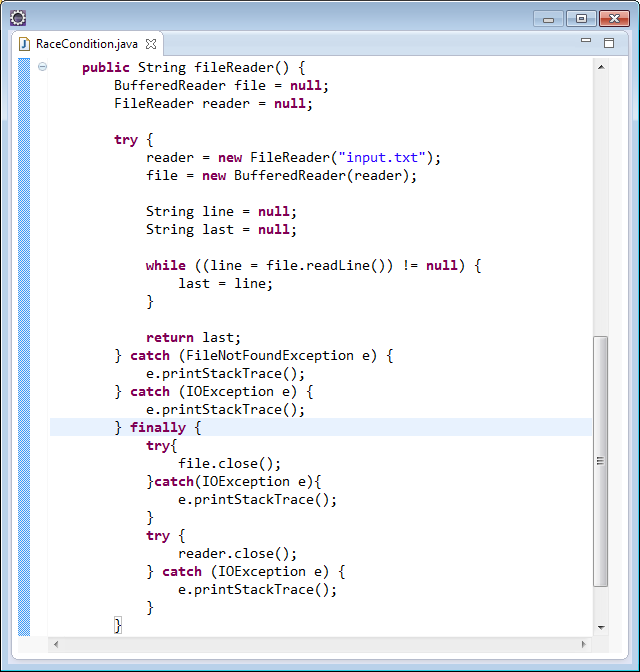 RaceCondition.java
public String fileReader() {
BufferedReader file = null;
FileReader reader = null;
try {
reader = new FileReader("input.txt");
file = new BufferedReader(reader);
String line = null;
String last = null;
while ((line = file.readLine()) != null) {
last = line;
}
return last;
} catch (FileNotFoundException e) {
e.printStackTrace();
} catch (IOException e) {
e.printStackTrace();
} finally {
try{
file.close();
}catch(IOException e){
e.printStackTrace();
}
try {
reader.close();
} catch (IOException e) {
e.printStackTrace();
}
}